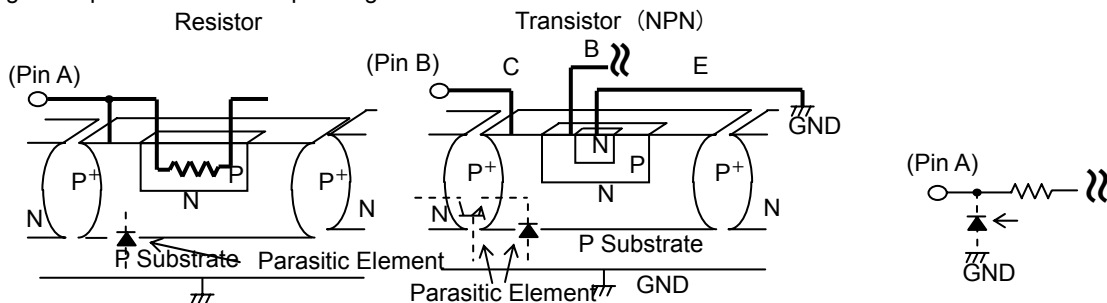 Resistor
Transistor（NPN）
(Pin A)
(Pin B)
C
B
E
GND
N
P
P+
P+
N
N
N
P
P+
P+
N
N
N
P Substrate
Parasitic Element
P Substrate
Parasitic Element
GND
(Pin A)
GND